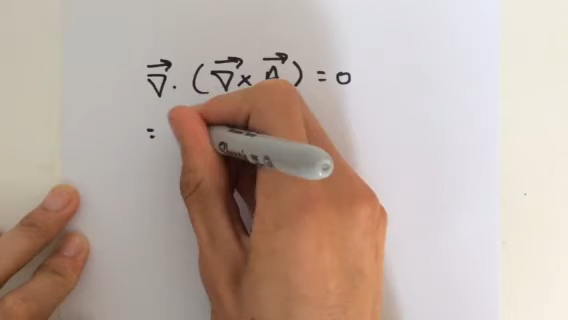 ∇⃗ · ( ∇⃗ × A⃗ ) = 0
=